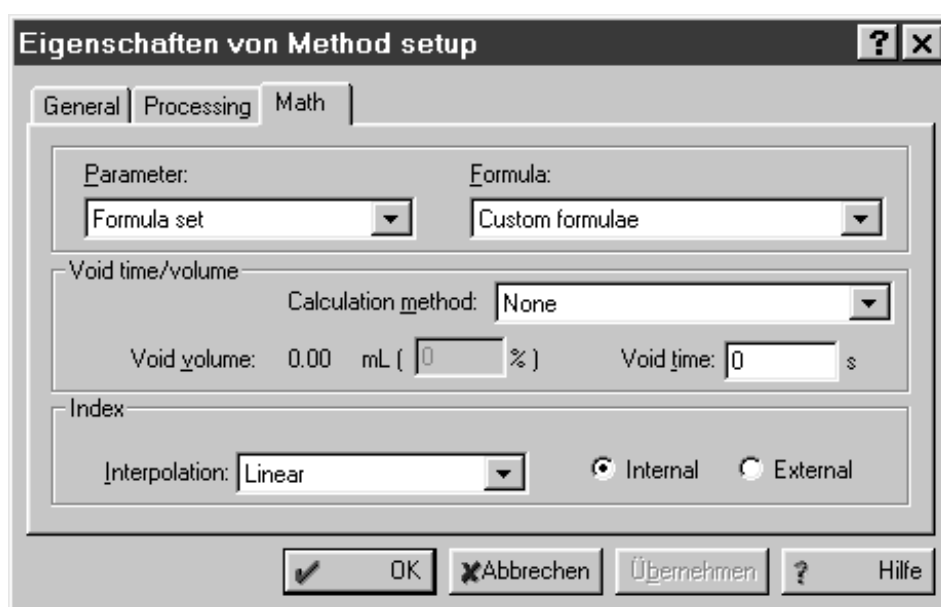 Eigenschaften von Method setup ? X
General Processing Math
Parameter: Formula:
Formula set Custom formulae
Void time/volume
Calculation method: None
Void volume: 0.00 mL ( 0 % ) Void time: 0 s
Index
Interpolation: Linear Internal External
OK Abbrechen Übernehmen ? Hilfe